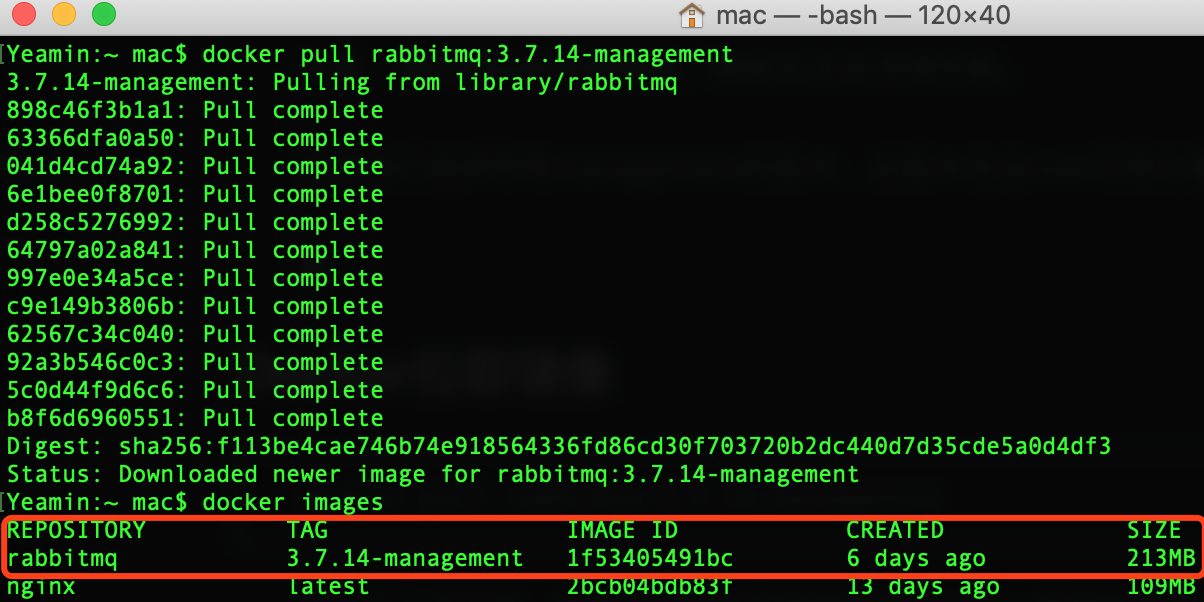 mac — -bash — 120×40
[Yeamin:~ mac$ docker pull rabbitmq:3.7.14-management
3.7.14-management: Pulling from library/rabbitmq
898c46f3b1a1: Pull complete
63366dfa0a50: Pull complete
041d4cd74a92: Pull complete
6e1bee0f8701: Pull complete
d258c5276992: Pull complete
64797a02a841: Pull complete
997e0e34a5ce: Pull complete
c9e149b3806b: Pull complete
62567c34c040: Pull complete
92a3b546c0c3: Pull complete
5c0d44f9d6c6: Pull complete
b8f6d6960551: Pull complete
Digest: sha256:f113be4cae746b74e918564336fd86cd30f703720b2dc440d7d35cde5a0d4df3
Status: Downloaded newer image for rabbitmq:3.7.14-management
[Yeamin:~ mac$ docker images
REPOSITORY TAG IMAGE ID CREATED SIZE
rabbitmq 3.7.14-management 1f53405491bc 6 days ago 213MB
nginx latest 2bcb04bdb83f 13 days ago 109MB